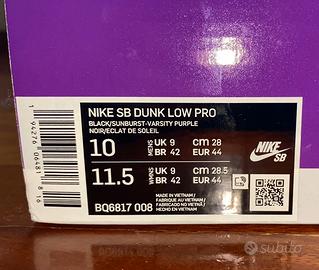 NIKE SB DUNK LOW PRO
BLACK/SUNBURST-VARSITY PURPLE
NOIR/ECLAT DE SOLEIL
10 MENS UK 9 cm 28
BR 42 EUR 44
11.5 WMNS UK 9 cm 28.5
BR 42 EUR 44
BQ6817 008
MADE IN VIETNAM /
FABRIQUE AU VIETNAM /
FABRICADO NO VIETNÃ /
HECHO EN VIETNAM
SB
subito